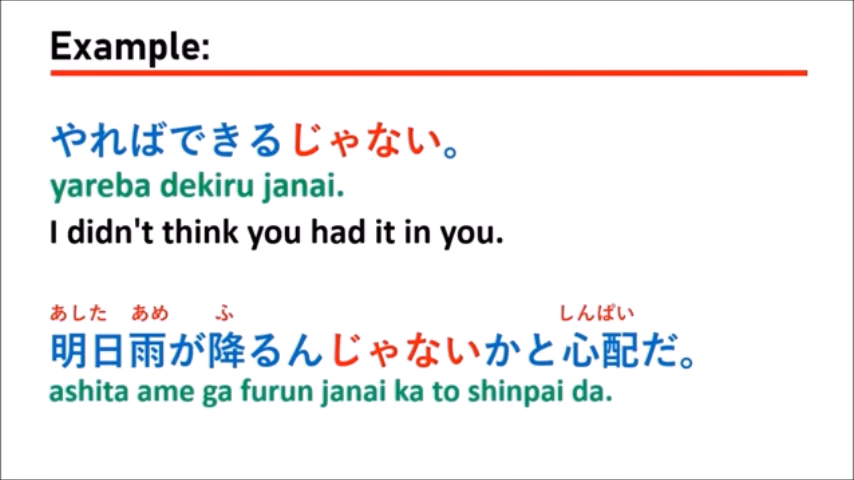 Example:
やればできるじゃない。
yareba dekiru janai.
I didn't think you had it in you.
あした あめ ふ しんぱい
明日雨が降るんじゃないかと心配だ。
ashita ame ga furun janai ka to shinpai da.